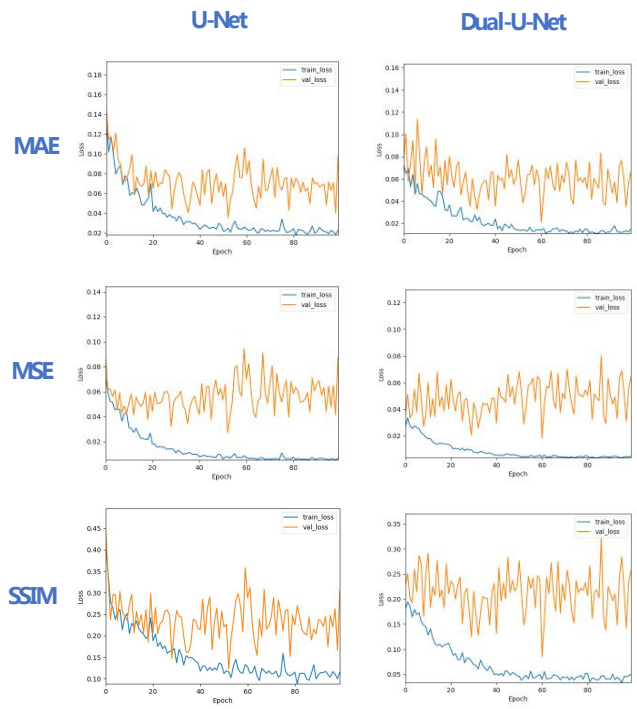 U-Net Dual-U-Net
MAE
0.18
0.16
0.14
0.12
0.10
0.08
0.06
0.04
0.02
Loss
train_loss
val_loss
0 20 40 60 80
Epoch
0.16
0.14
0.12
0.10
0.08
0.06
0.04
0.02
Loss
train_loss
val_loss
0 20 40 60 80
Epoch
MSE
0.14
0.12
0.10
0.08
0.06
0.04
0.02
Loss
train_loss
val_loss
0 20 40 60 80
Epoch
0.12
0.10
0.08
0.06
0.04
0.02
Loss
train_loss
val_loss
0 20 40 60 80
Epoch
SSIM
0.45
0.40
0.35
0.30
0.25
0.20
0.15
0.10
Loss
train_loss
val_loss
0 20 40 60 80
Epoch
0.35
0.30
0.25
0.20
0.15
0.10
0.05
Loss
train_loss
val_loss
0 20 40 60 80
Epoch